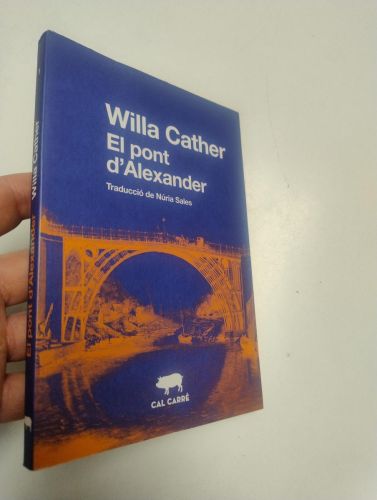 Willa Cather
El pont
d'Alexander
Traducció de Núria Sales
CAL CARRÉ
El pont d'Alexander Willa Cather